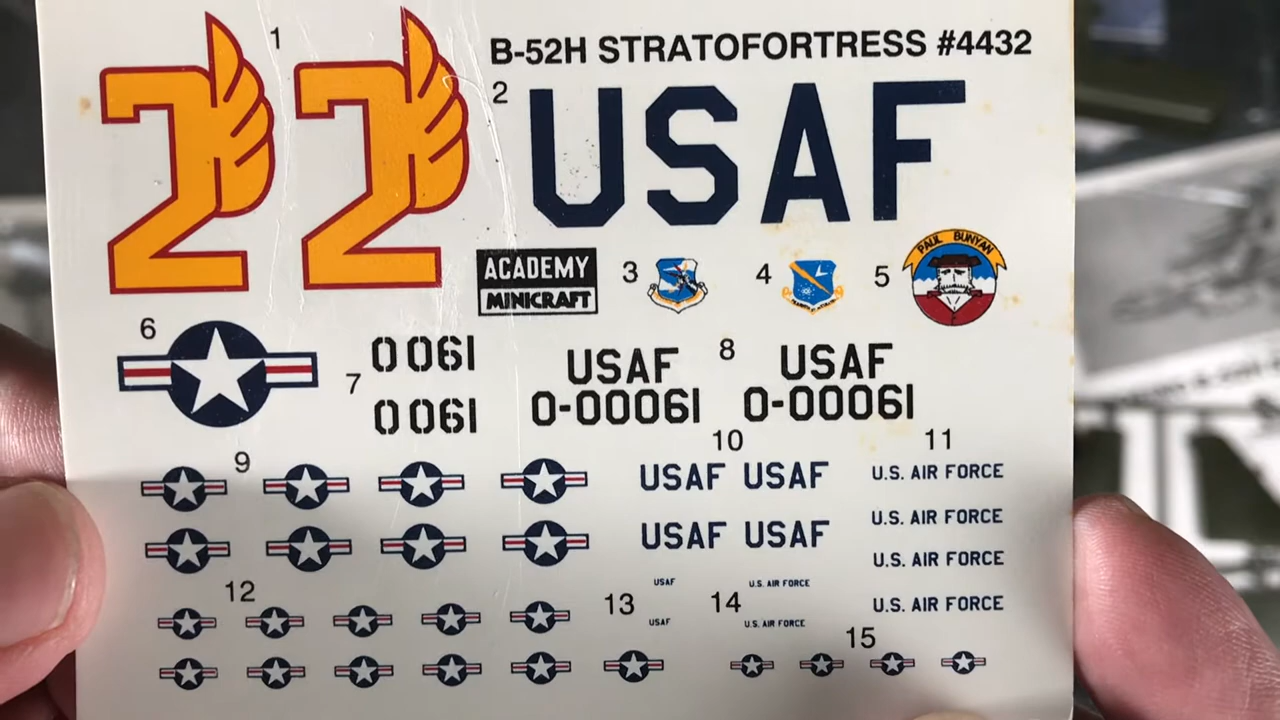 1
B-52H STRATOFORTRESS #4432
22
2
USAF
ACADEMY
MINICRAFT
3
4
5
PAUL BUNYAN
6
7
0061
0061
8
USAF
0-00061
USAF
0-00061
9
10
USAF USAF
USAF USAF
11
U.S. AIR FORCE
U.S. AIR FORCE
U.S. AIR FORCE
U.S. AIR FORCE
12
13
USAF
USAF
14
U.S. AIR FORCE
U.S. AIR FORCE
15